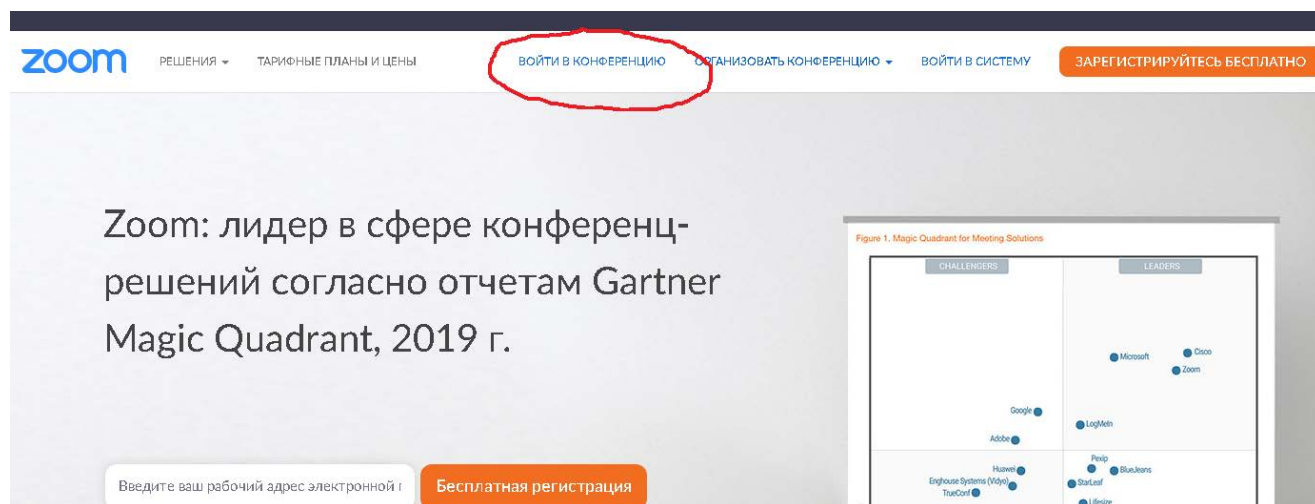 zoom
РЕШЕНИЯ
ТАРИФНЫЕ ПЛАНЫ И ЦЕНЫ
ВОЙТИ В КОНФЕРЕНЦИЮ
ОРГАНИЗОВАТЬ КОНФЕРЕНЦИЮ
ВОЙТИ В СИСТЕМУ
ЗАРЕГИСТРИРУЙТЕСЬ БЕСПЛАТНО
Zoom: лидер в сфере конференц-
решений согласно отчетам Gartner
Magic Quadrant, 2019 г.
Введите ваш рабочий адрес электронной
Бесплатная регистрация
Figure 1. Magic Quadrant for Meeting Solutions
CHALLENGERS
LEADERS
Microsoft
Cisco
Zoom
Google
LogMeIn
Adobe
Pexip
Huawei
BlueJeans
Enghouse Systems (Vidyo)
StarLeaf
TrueConf
Lifesize